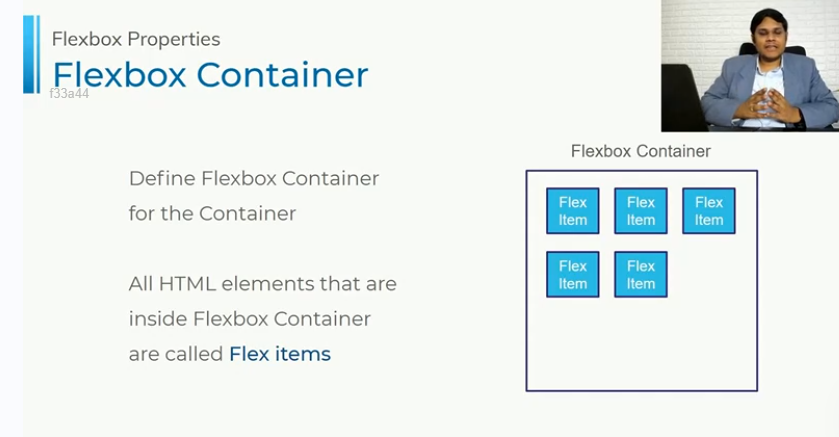 Flexbox Properties
Flexbox Container
f33a44
Define Flexbox Container
for the Container
All HTML elements that are
inside Flexbox Container
are called Flex items
Flexbox Container
Flex
Item
Flex
Item
Flex
Item
Flex
Item
Flex
Item